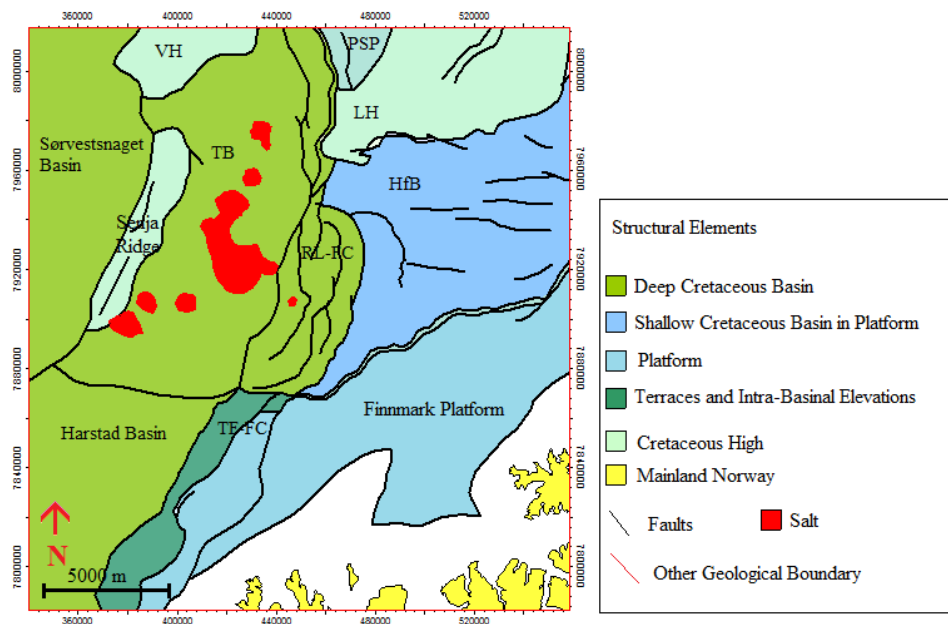 360000 400000 440000 480000 520000
8000000 8000000
7960000 7960000
7920000 7920000
7880000 7880000
7840000 7840000
7800000 7800000
VH
PSP
LH
Sørvestsnaget
Basin
TB
HfB
Senja
Ridge
RL-FC
Harstad Basin
TE-FC
Finnmark Platform
N
5000 m
360000 400000 440000 480000 520000
Structural Elements
Deep Cretaceous Basin
Shallow Cretaceous Basin in Platform
Platform
Terraces and Intra-Basinal Elevations
Cretaceous High
Mainland Norway
Faults
Salt
Other Geological Boundary